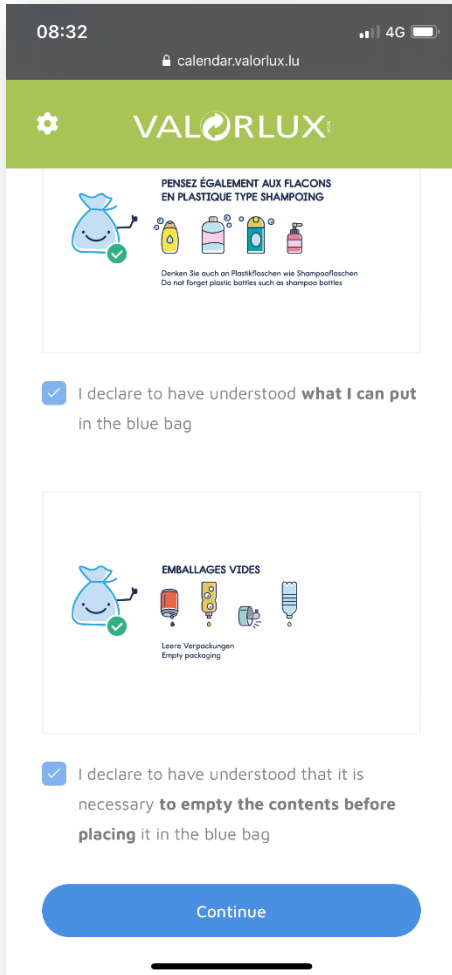 08:32
4G
calendar.valorlux.lu
VALORLUX
PENSEZ ÉGALEMENT AUX FLACONS
EN PLASTIQUE TYPE SHAMPOING
Denken Sie auch an Plastikflaschen wie Shampooflaschen
Do not forget plastic bottles such as shampoo bottles
I declare to have understood what I can put
in the blue bag
EMBALLAGES VIDES
Leere Verpackungen
Empty packaging
I declare to have understood that it is
necessary to empty the contents before
placing it in the blue bag
Continue